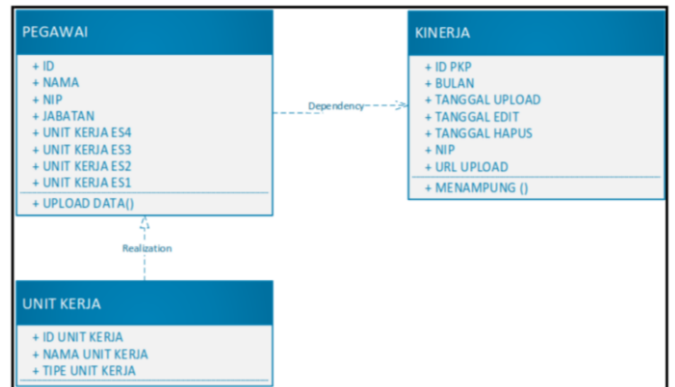 PEGAWAI
+ ID
+ NAMA
+ NIP
+ JABATAN
+ UNIT KERJA ES4
+ UNIT KERJA ES3
+ UNIT KERJA ES2
+ UNIT KERJA ES1
+ UPLOAD DATA()
Dependency
KINERJA
+ ID PKP
+ BULAN
+ TANGGAL UPLOAD
+ TANGGAL EDIT
+ TANGGAL HAPUS
+ NIP
+ URL UPLOAD
+ MENAMPUNG ()
Realization
UNIT KERJA
+ ID UNIT KERJA
+ NAMA UNIT KERJA
+ TIPE UNIT KERJA